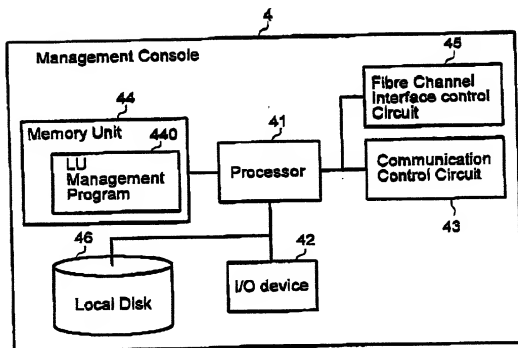 4
Management Console
45
Fibre Channel
Interface control
Circuit
44
Memory Unit
440
LU
Management
Program
41
Processor
Communication
Control Circuit
43
46
Local Disk
42
I/O device